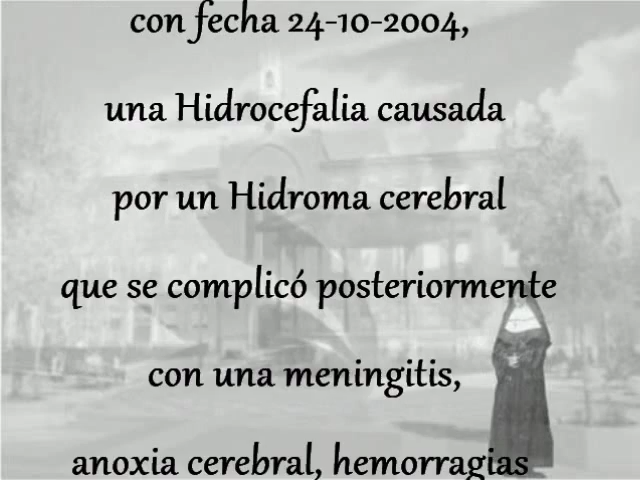 con fecha 24-10-2004,
una Hidrocefalia causada
por un Hidroma cerebral
que se complicó posteriormente
con una meningitis,
anoxia cerebral, hemorragias